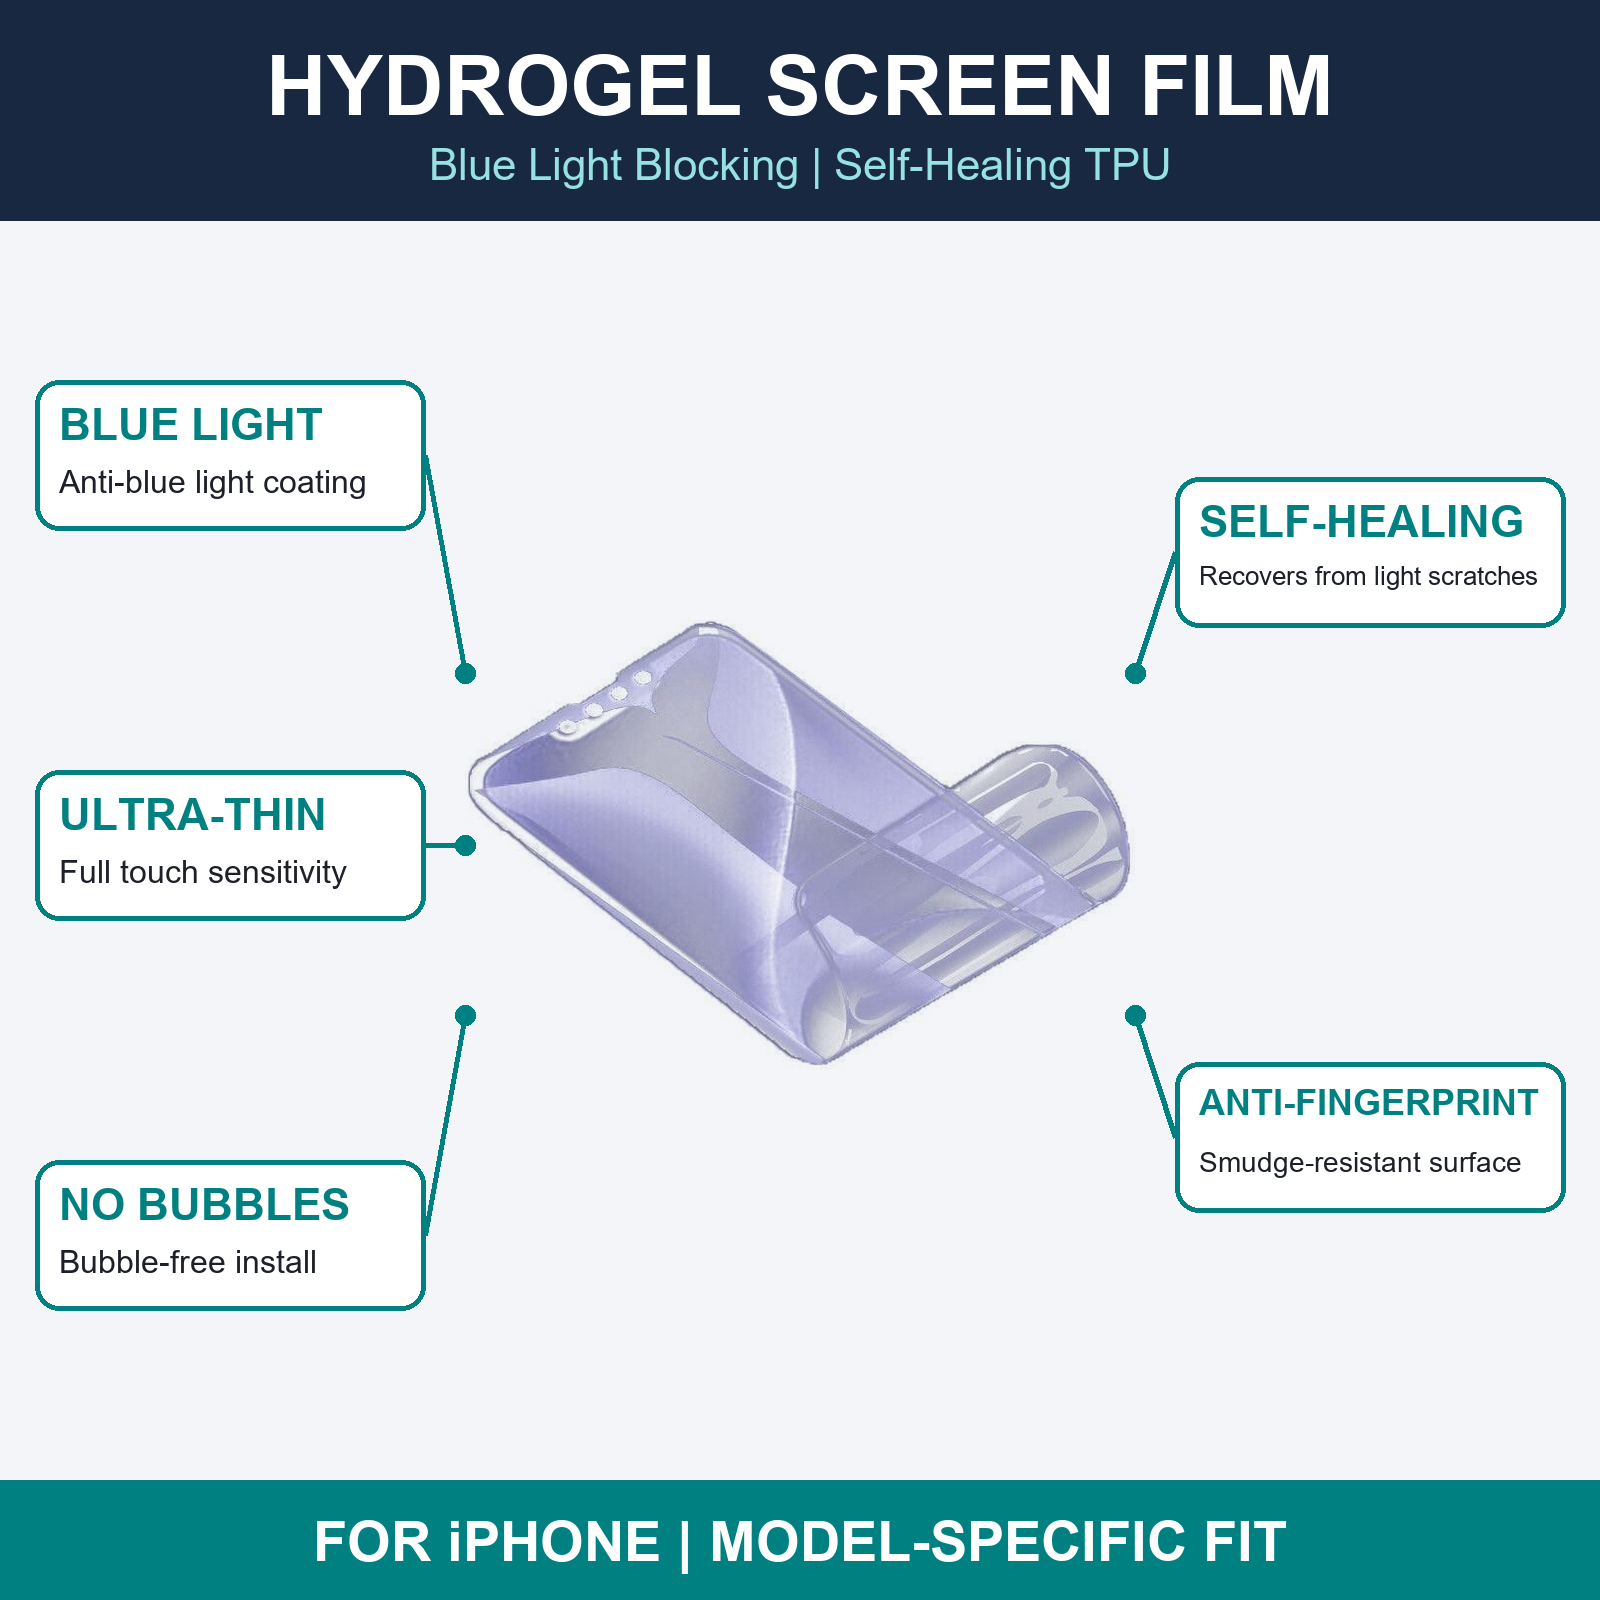 HYDROGEL SCREEN FILM
Blue Light Blocking | Self-Healing TPU
BLUE LIGHT
Anti-blue light coating
SELF-HEALING
Recovers from light scratches
ULTRA-THIN
Full touch sensitivity
ANTI-FINGERPRINT
Smudge-resistant surface
NO BUBBLES
Bubble-free install
FOR iPHONE | MODEL-SPECIFIC FIT